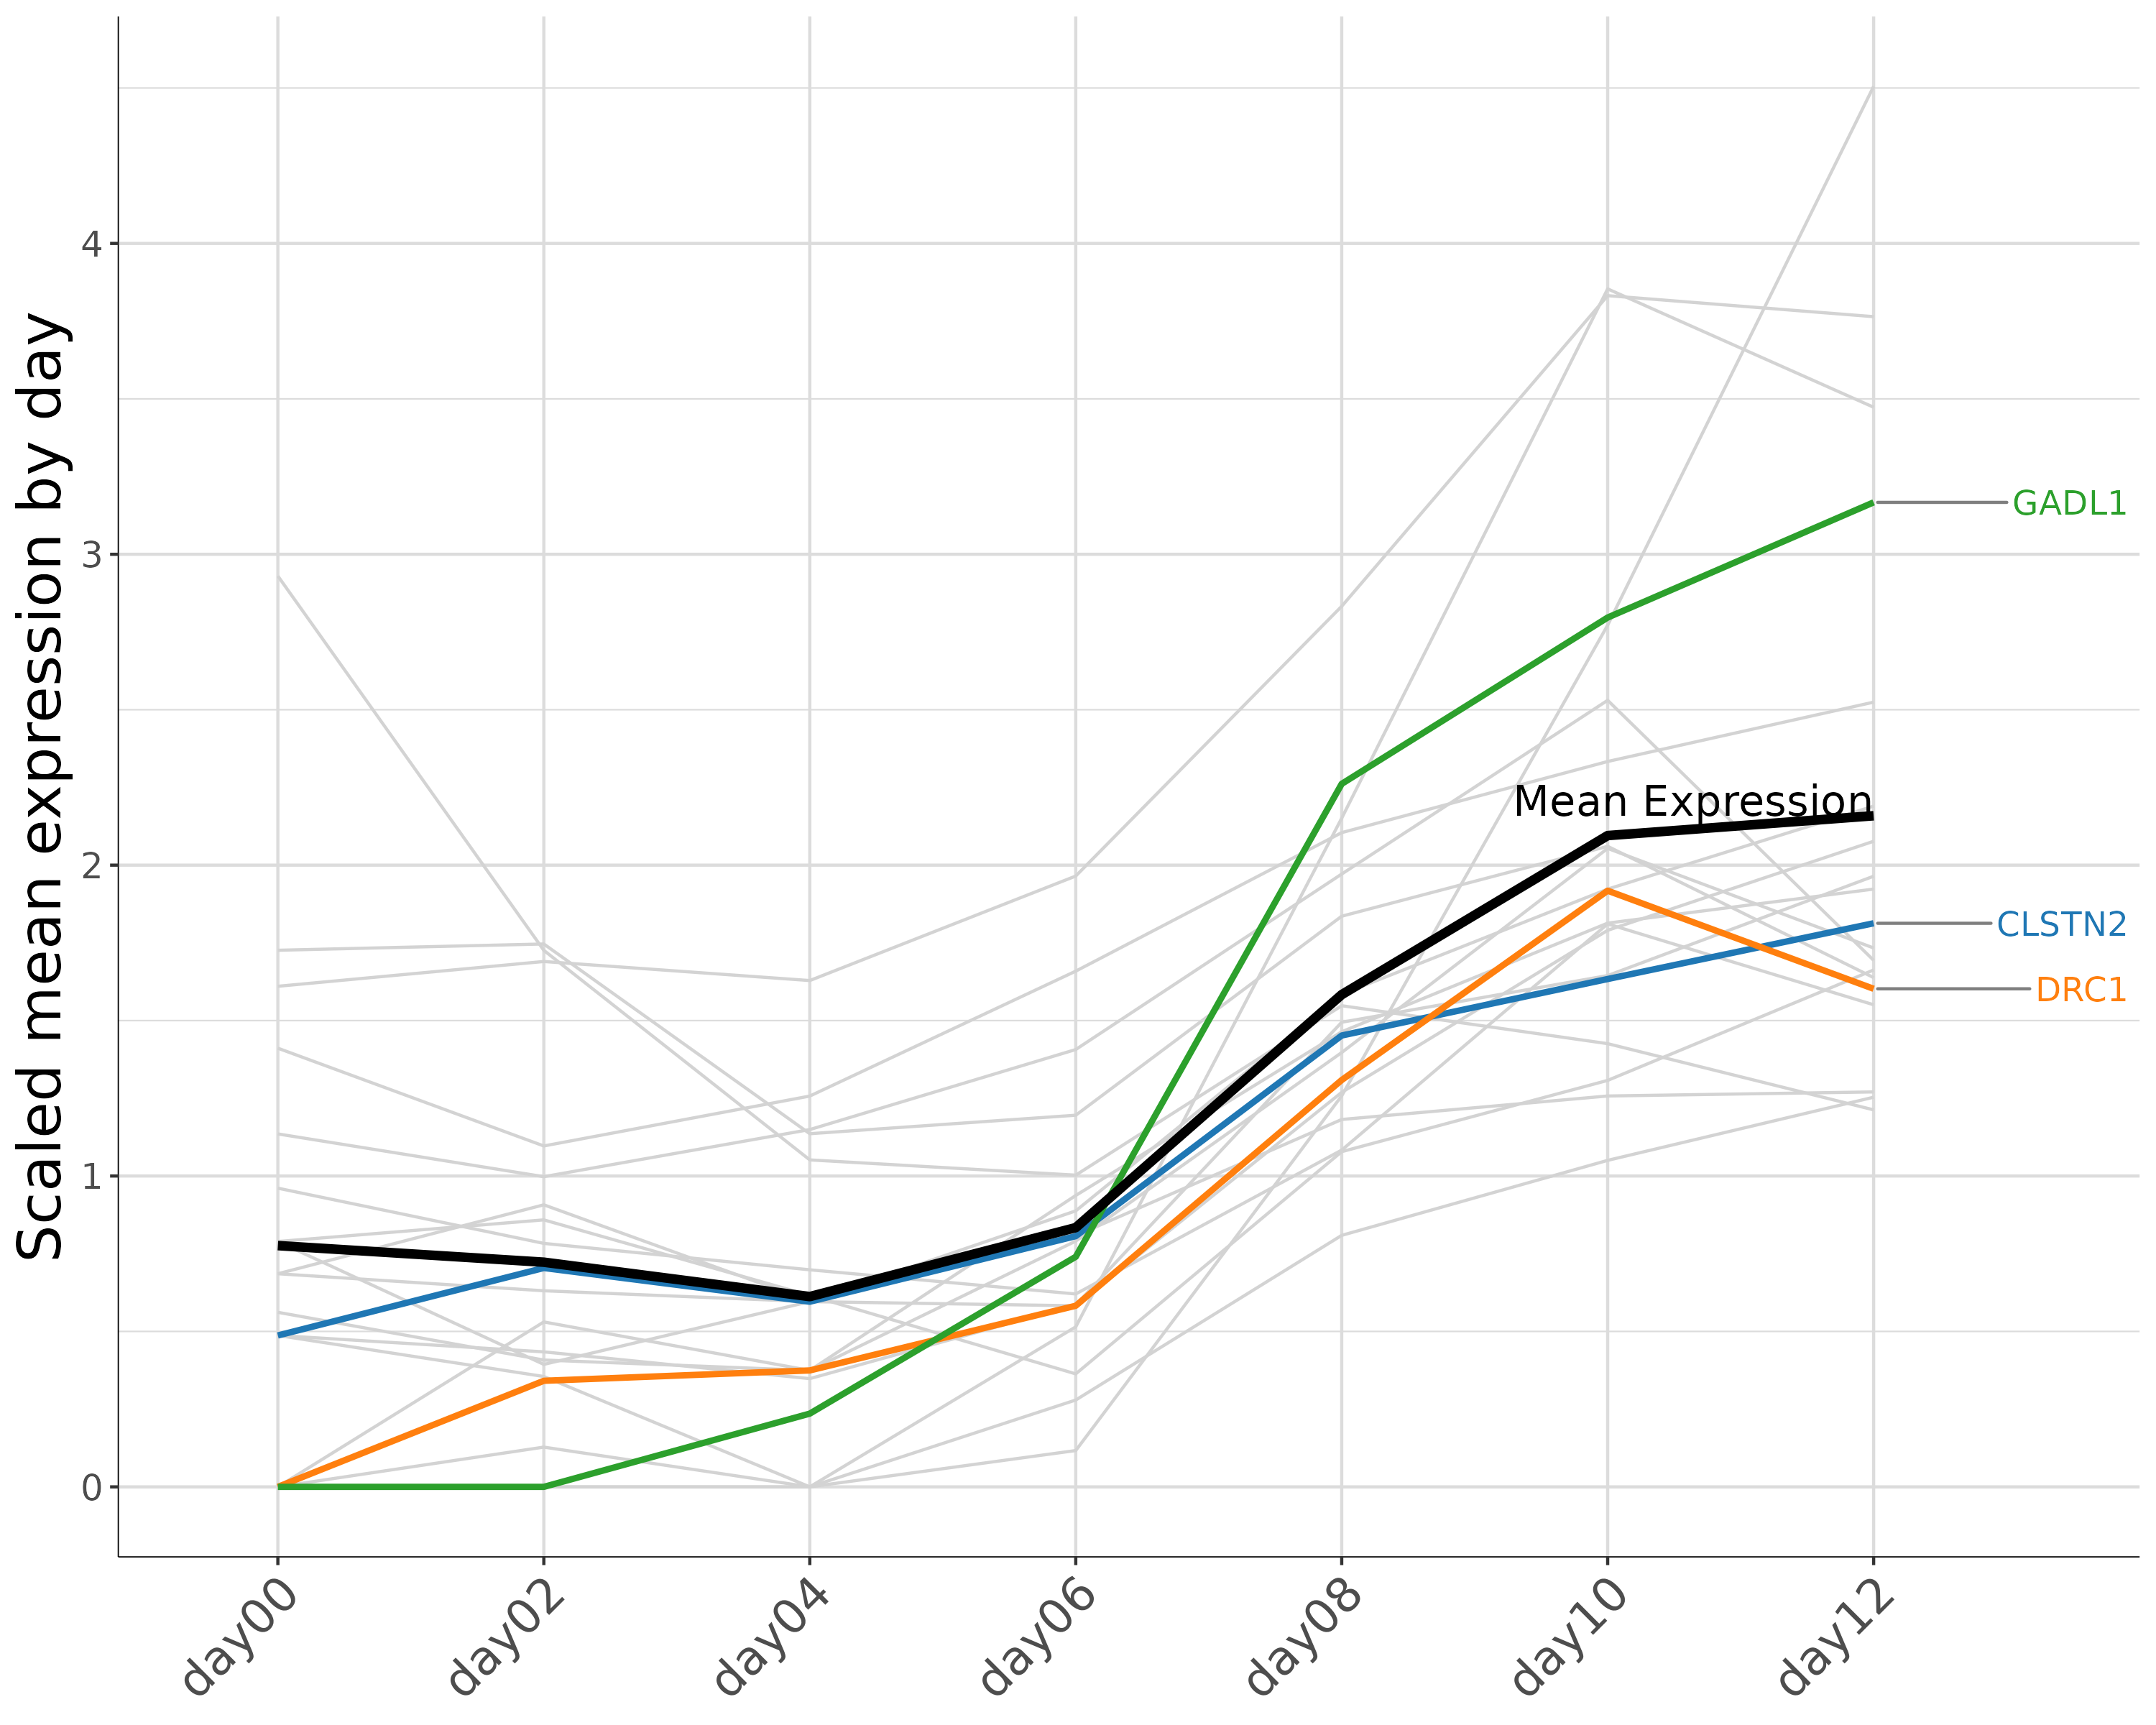 Scaled mean expression by day
4
3
2
1
0
GADL1
Mean Expression
CLSTN2
DRC1
day00
day02
day04
day06
day08
day10
day12